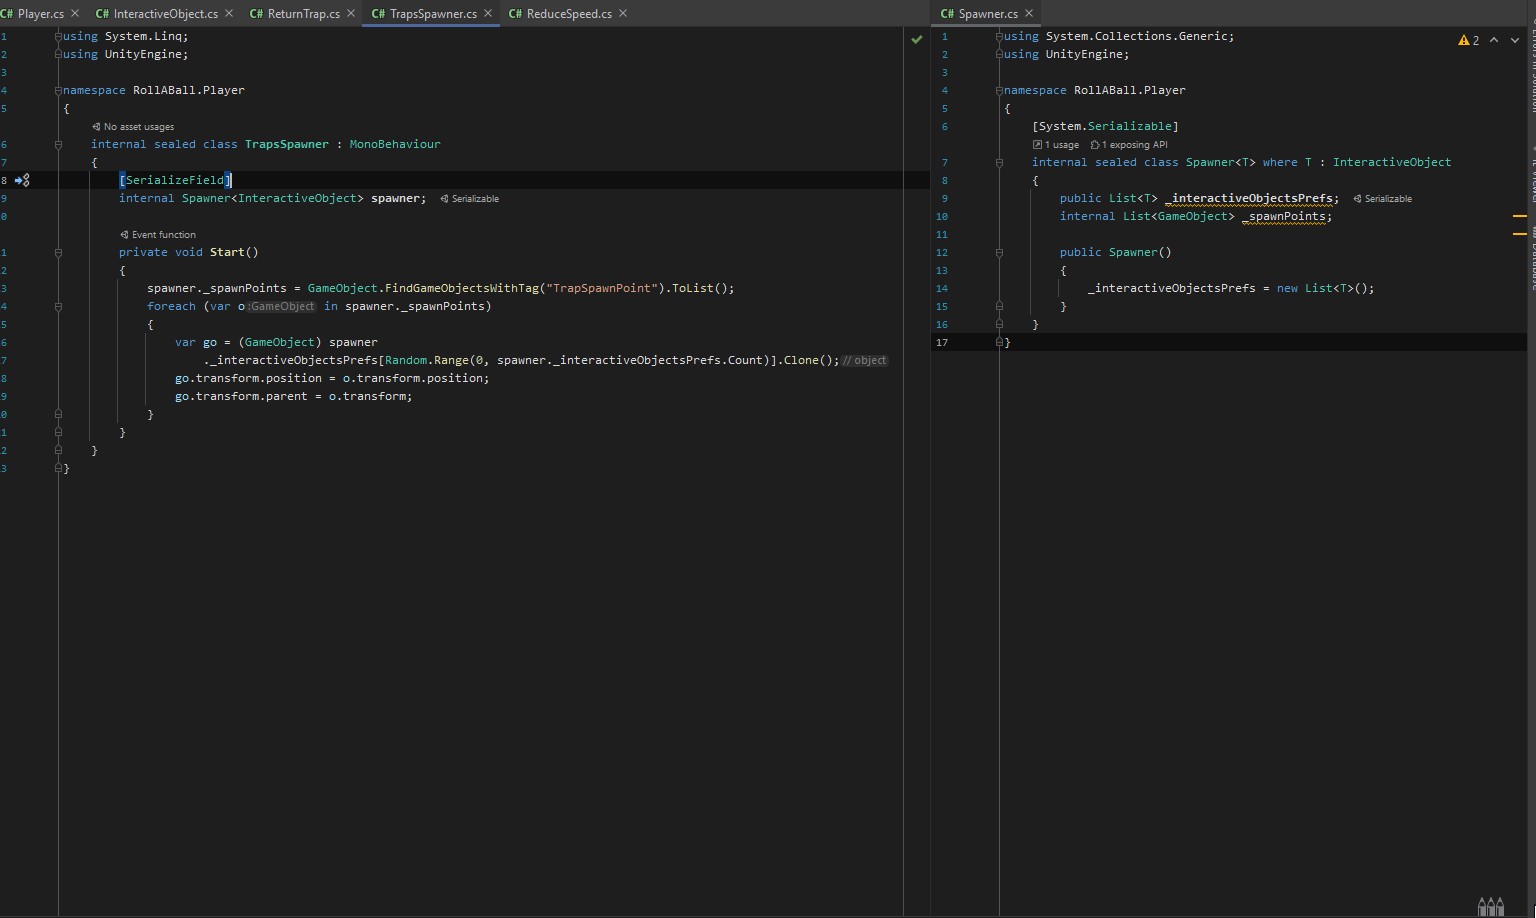 C# Player.cs × C# InteractiveObject.cs × C# ReturnTrap.cs × C# TrapsSpawner.cs × C# ReduceSpeed.cs ×
1 using System.Linq;
2 using UnityEngine;
3
4 namespace RollABall.Player
5 {
No asset usages
6 internal sealed class TrapsSpawner : MonoBehaviour
7 {
8 [SerializeField]
9 internal Spawner<InteractiveObject> spawner; Serializable
0
Event function
1 private void Start()
2 {
3 spawner._spawnPoints = GameObject.FindGameObjectsWithTag("TrapSpawnPoint").ToList();
4 foreach (var o:GameObject in spawner._spawnPoints)
5 {
6 var go = (GameObject) spawner
7 ._interactiveObjectsPrefs[Random.Range(0, spawner._interactiveObjectsPrefs.Count)].Clone(); // object
8 go.transform.position = o.transform.position;
9 go.transform.parent = o.transform;
0 }
1 }
2 }
3 }
C# Spawner.cs ×
2
1 using System.Collections.Generic;
2 using UnityEngine;
3
4 namespace RollABall.Player
5 {
6 [System.Serializable]
1 usage 1 exposing API
7 internal sealed class Spawner<T> where T : InteractiveObject
8 {
9 public List<T> _interactiveObjectsPrefs; Serializable
10 internal List<GameObject> _spawnPoints;
11
12 public Spawner()
13 {
14 _interactiveObjectsPrefs = new List<T>();
15 }
16 }
17 }